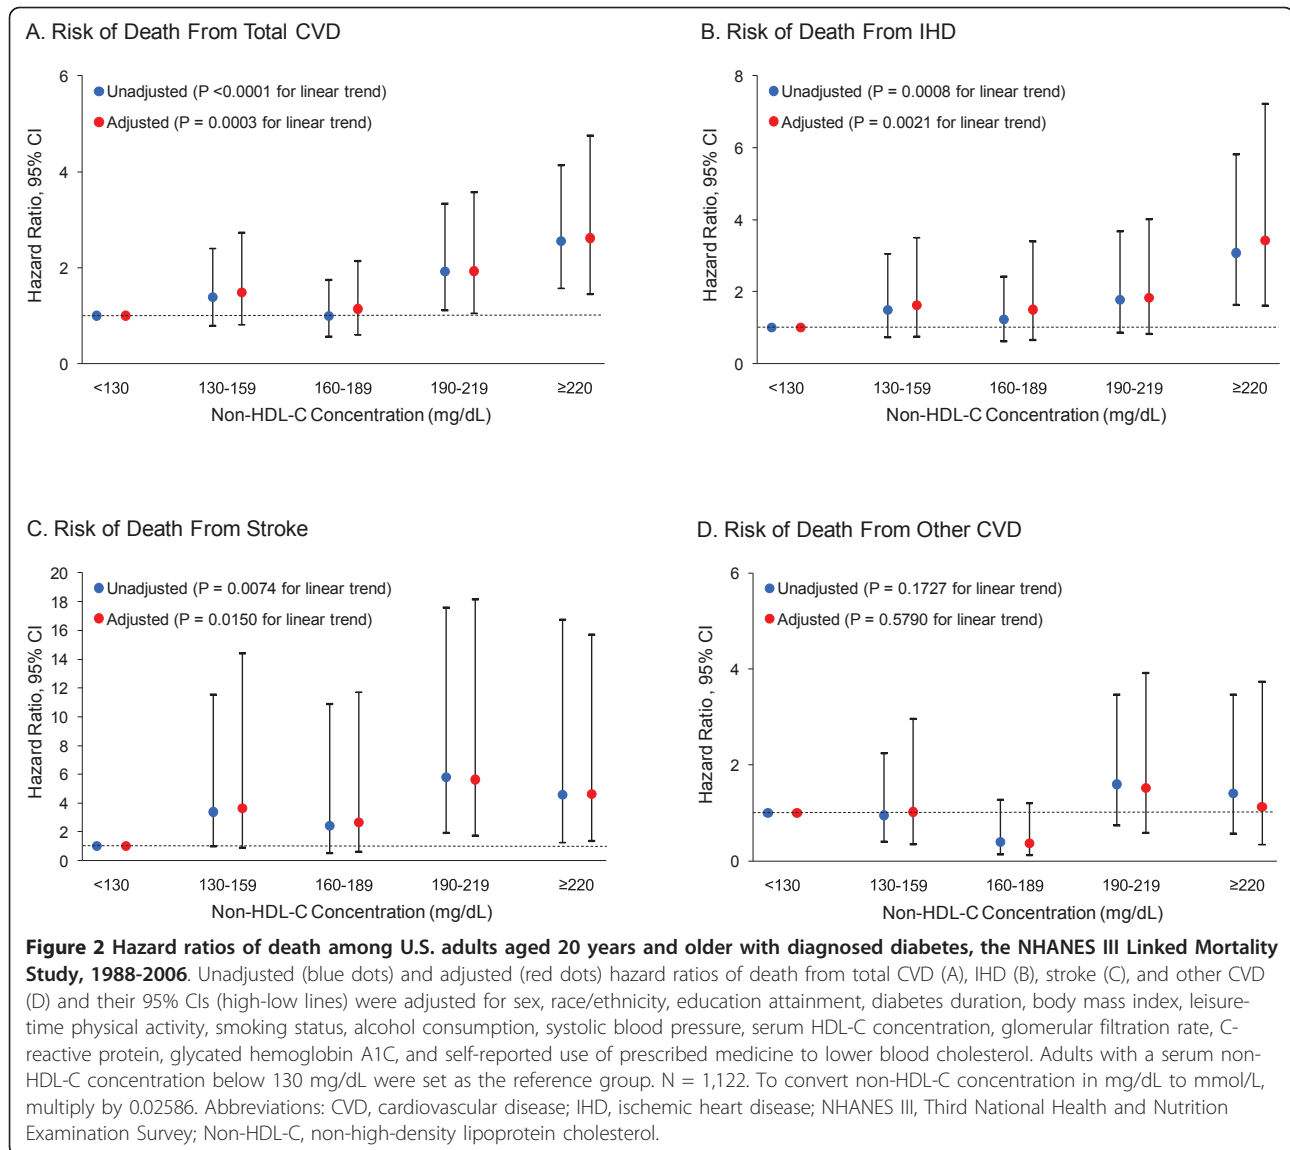 A. Risk of Death From Total CVD
Hazard Ratio, 95% CI
6
4
2
0
Unadjusted (P <0.0001 for linear trend)
Adjusted (P = 0.0003 for linear trend)
<130 130-159 160-189 190-219 ≥220
Non-HDL-C Concentration (mg/dL)
B. Risk of Death From IHD
Hazard Ratio, 95% CI
8
6
4
2
0
Unadjusted (P = 0.0008 for linear trend)
Adjusted (P = 0.0021 for linear trend)
<130 130-159 160-189 190-219 ≥220
Non-HDL-C Concentration (mg/dL)
C. Risk of Death From Stroke
Hazard Ratio, 95% CI
20
18
16
14
12
10
8
6
4
2
0
Unadjusted (P = 0.0074 for linear trend)
Adjusted (P = 0.0150 for linear trend)
<130 130-159 160-189 190-219 ≥220
Non-HDL-C Concentration (mg/dL)
D. Risk of Death From Other CVD
Hazard Ratio, 95% CI
6
4
2
0
Unadjusted (P = 0.1727 for linear trend)
Adjusted (P = 0.5790 for linear trend)
<130 130-159 160-189 190-219 ≥220
Non-HDL-C Concentration (mg/dL)
Figure 2 Hazard ratios of death among U.S. adults aged 20 years and older with diagnosed diabetes, the NHANES III Linked Mortality
Study, 1988-2006. Unadjusted (blue dots) and adjusted (red dots) hazard ratios of death from total CVD (A), IHD (B), stroke (C), and other CVD
(D) and their 95% CIs (high-low lines) were adjusted for sex, race/ethnicity, education attainment, diabetes duration, body mass index, leisure-
time physical activity, smoking status, alcohol consumption, systolic blood pressure, serum HDL-C concentration, glomerular filtration rate, C-
reactive protein, glycated hemoglobin A1C, and self-reported use of prescribed medicine to lower blood cholesterol. Adults with a serum non-
HDL-C concentration below 130 mg/dL were set as the reference group. N = 1,122. To convert non-HDL-C concentration in mg/dL to mmol/L,
multiply by 0.02586. Abbreviations: CVD, cardiovascular disease; IHD, ischemic heart disease; NHANES III, Third National Health and Nutrition
Examination Survey; Non-HDL-C, non-high-density lipoprotein cholesterol.